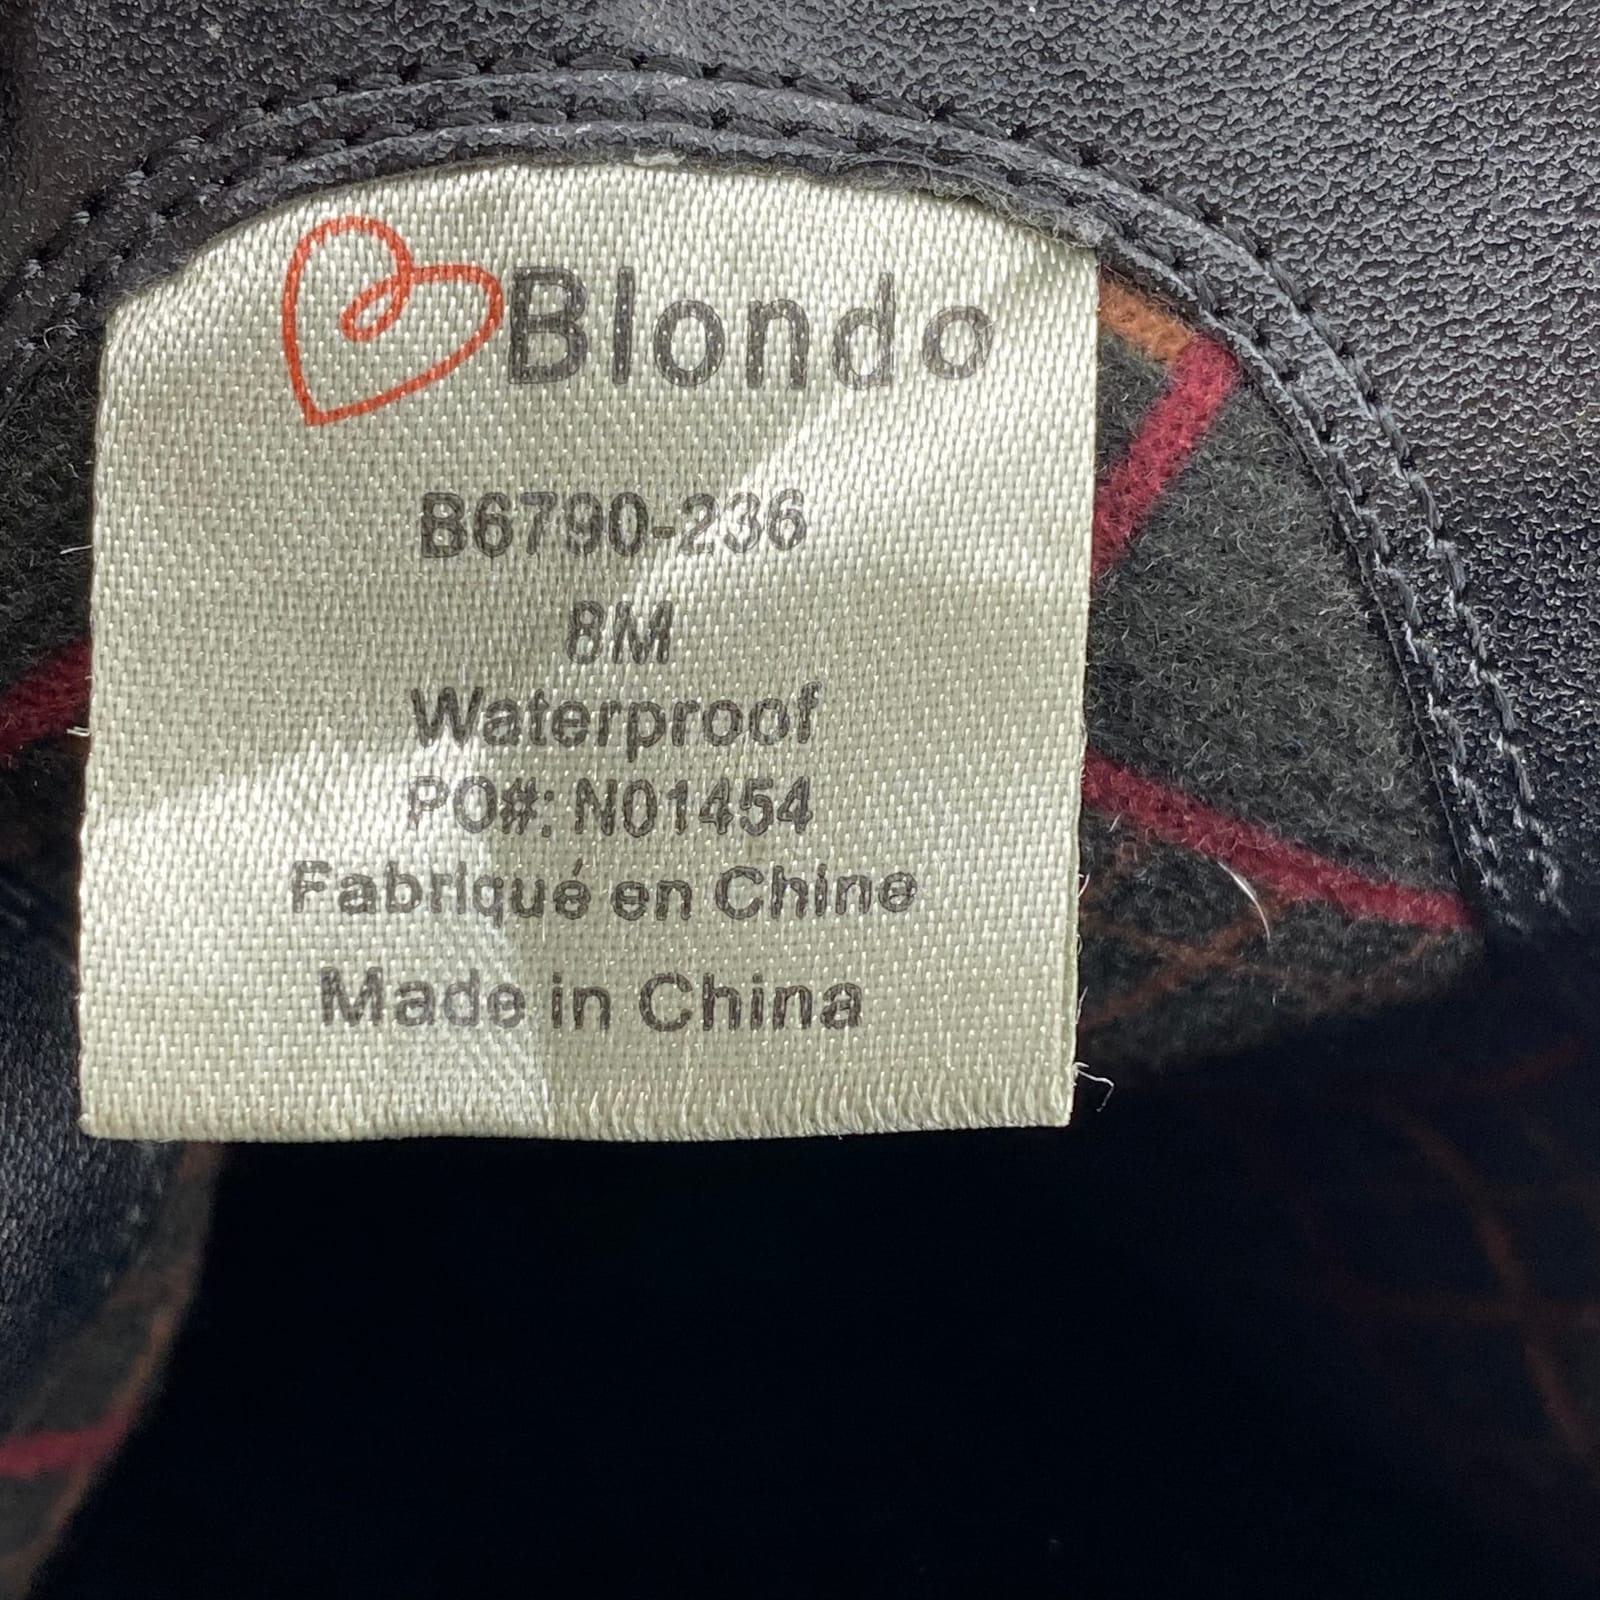 Blondo
B6790-236
8M
Waterproof
PO#: N01454
Fabriqué en Chine
Made in China